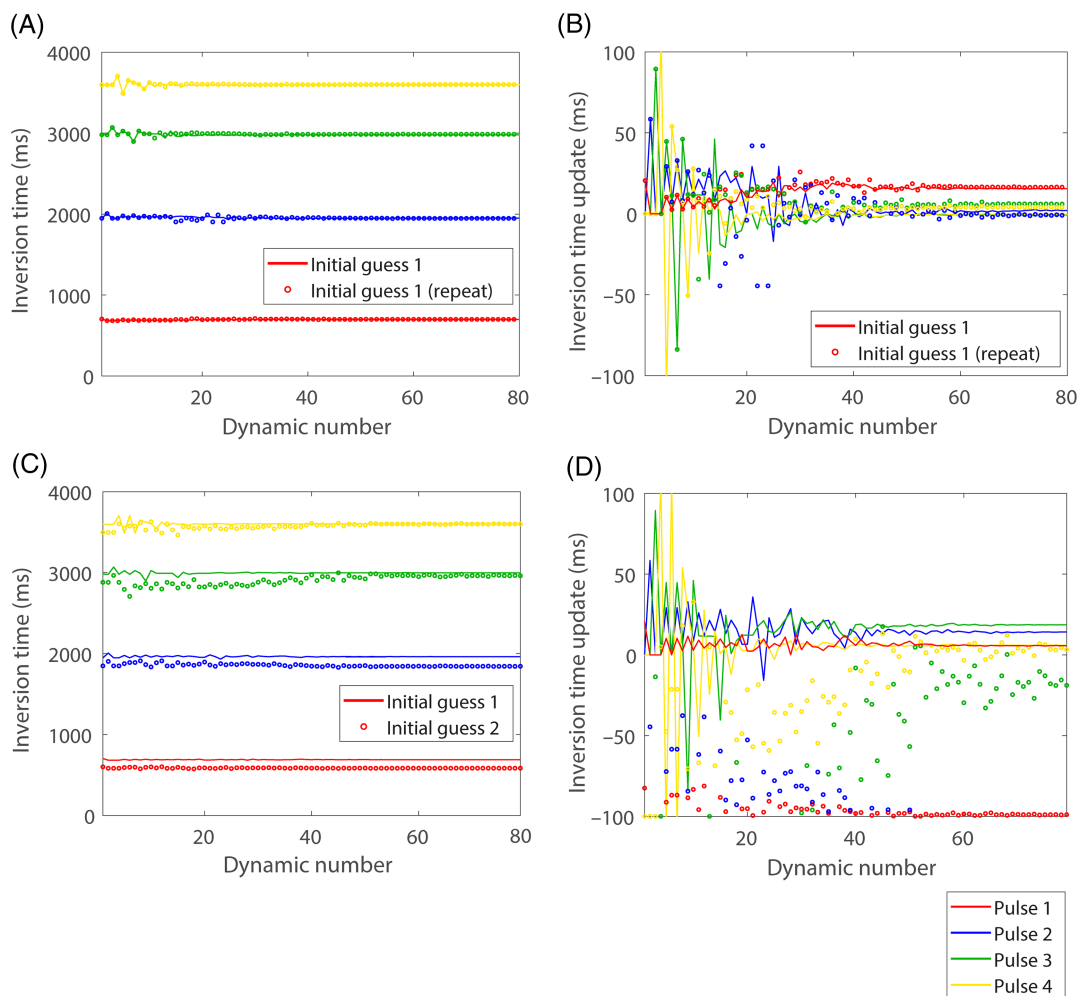 (A)
4000
3000
2000
1000
0
20
40
60
80
Inversion time (ms)
Dynamic number
Initial guess 1
Initial guess 1 (repeat)
(B)
100
50
0
−50
−100
20
40
60
80
Inversion time update (ms)
Dynamic number
Initial guess 1
Initial guess 1 (repeat)
(C)
4000
3000
2000
1000
0
20
40
60
80
Inversion time (ms)
Dynamic number
Initial guess 1
Initial guess 2
(D)
100
50
0
−50
−100
20
40
60
Inversion time update (ms)
Dynamic number
Pulse 1
Pulse 2
Pulse 3
Pulse 4